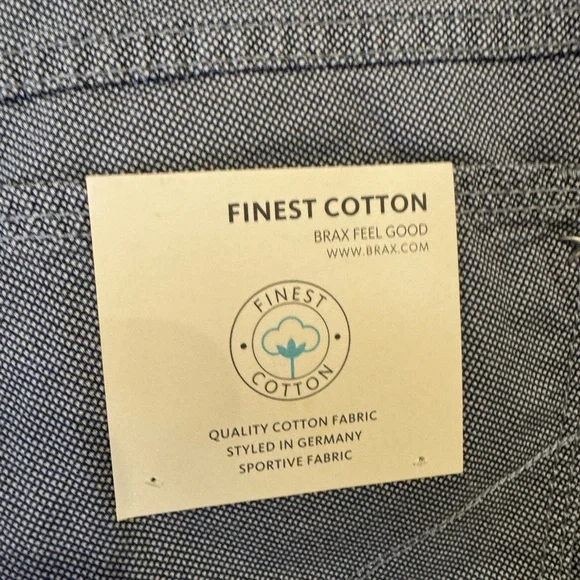 FINEST COTTON
BRAX FEEL GOOD
WWW.BRAX.COM
FINEST
COTTON
QUALITY COTTON FABRIC
STYLED IN GERMANY
SPORTIVE FABRIC